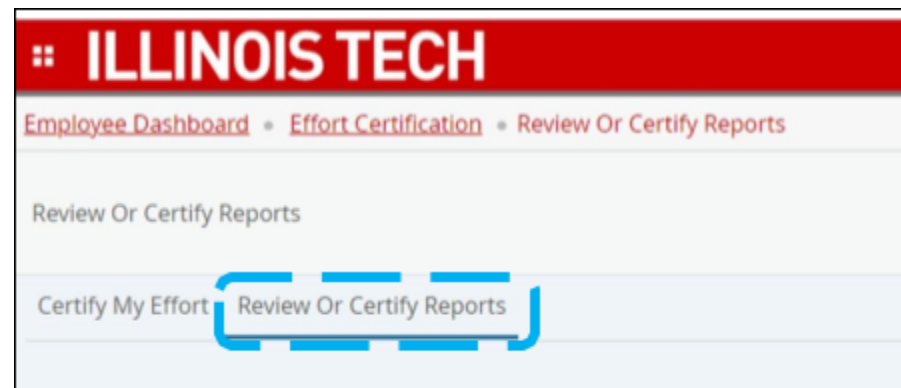 ILLINOIS TECH
Employee Dashboard • Effort Certification • Review Or Certify Reports
Review Or Certify Reports
Certify My Effort Review Or Certify Reports